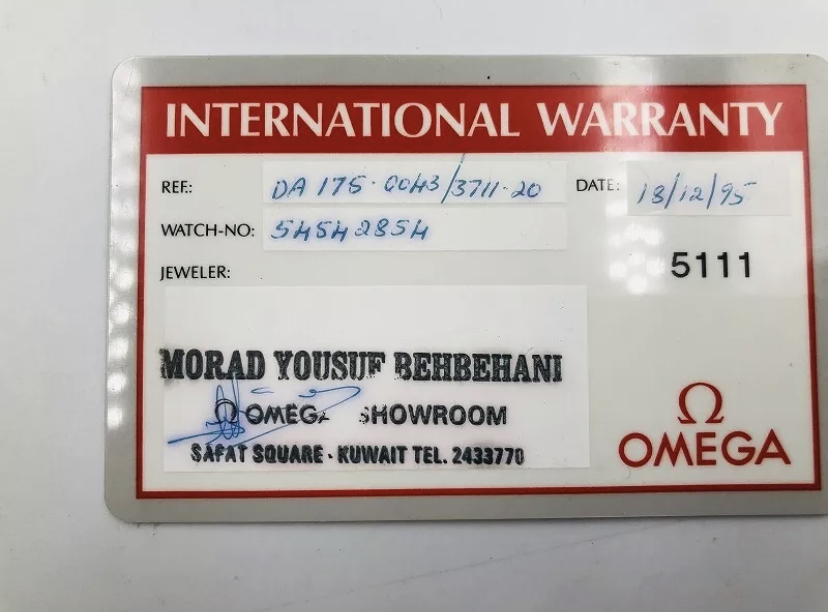 INTERNATIONAL WARRANTY
REF.: DA 175.0043/3711.20 DATE: 18/12/95
WATCH-NO: 54542854
JEWELER:
5111
MORAD YOUSUF BEHBEHANI
Ω OMEGA SHOWROOM
SAFAT SQUARE - KUWAIT TEL. 2433770
Ω
OMEGA